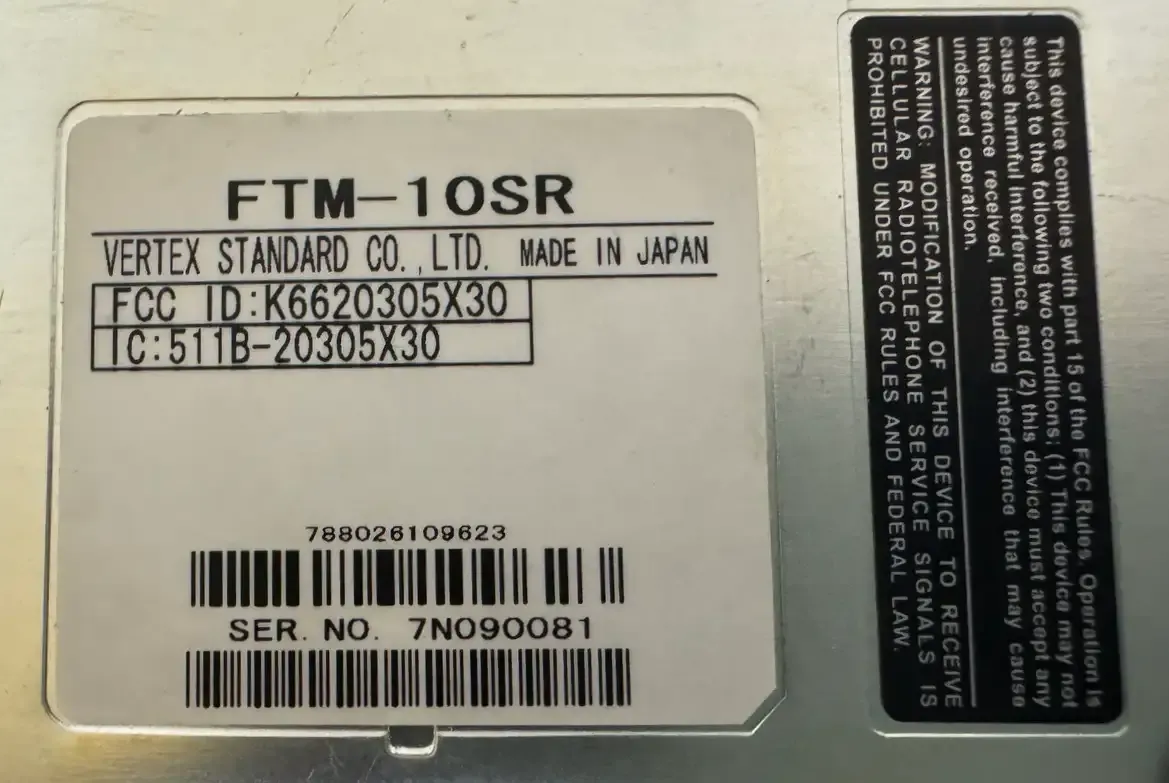 FTM-10SR
VERTEX STANDARD CO.,LTD. MADE IN JAPAN
FCC ID:K6620305X30
IC:511B-20305X30
788026109623
SER. NO. 7N090081
This device complies with part 15 of the FCC Rules. Operation is
subject to the following two conditions; (1) This device may not
cause harmful interference, and (2) this device must accept any
interference received, including interference that may cause
undesired operation.
WARNING: MODIFICATION OF THIS DEVICE TO RECEIVE
CELLULAR RADIOTELEPHONE SERVICE SIGNALS IS
PROHIBITED UNDER FCC RULES AND FEDERAL LAW.